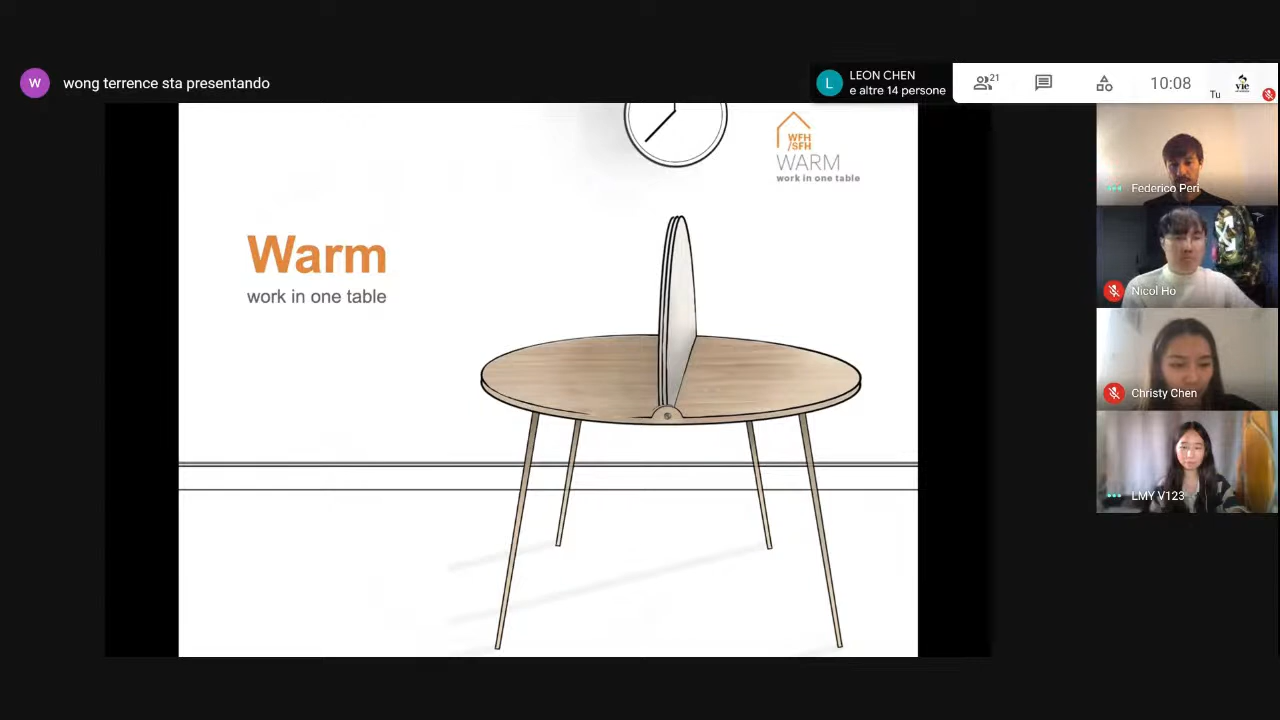 W wong terrence sta presentando
L LEON CHEN
e altre 14 persone
21
10:08
Tu
vie
WFH
/SFH
WARM
work in one table
Warm
work in one table
Federico Peri
Nicol Ho
Christy Chen
LMY V123